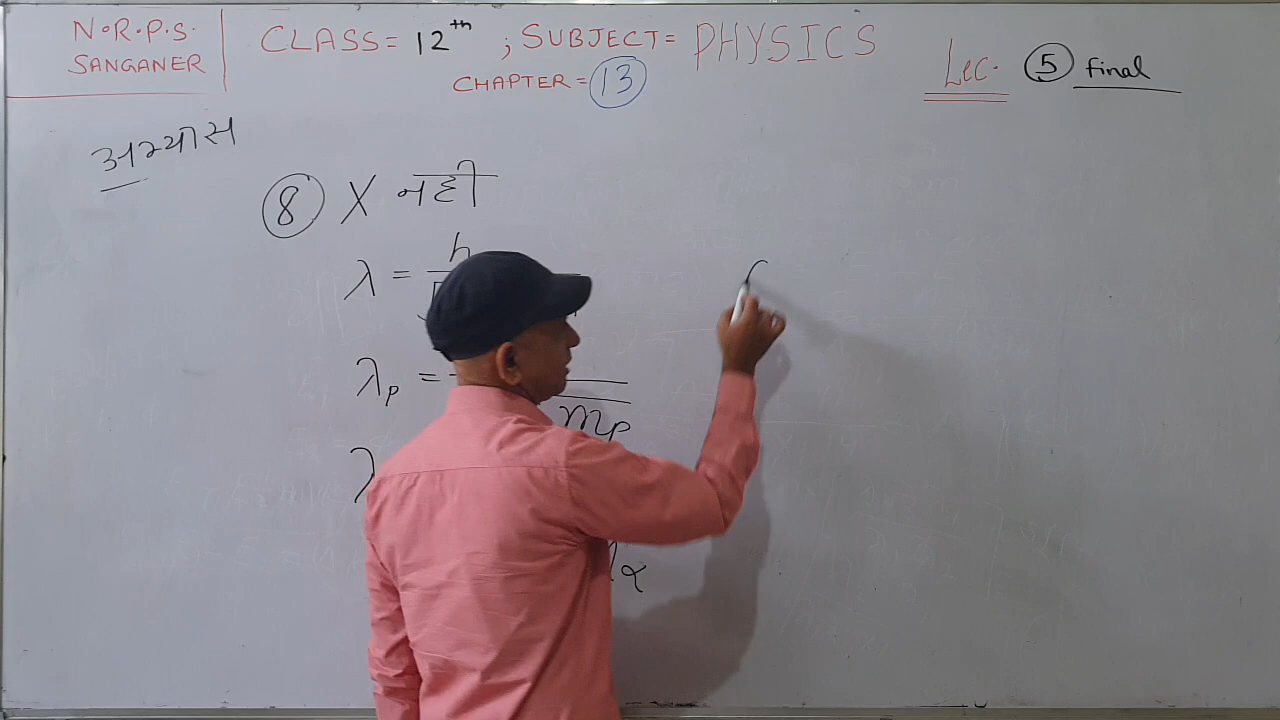 N.R.P.S.
SANGANER
CLASS= 12th ; SUBJECT= PHYSICS
CHAPTER= 13
Lec. 5 final
अभ्यास
8 X नही
λ = h
λp =
mp
λ
α